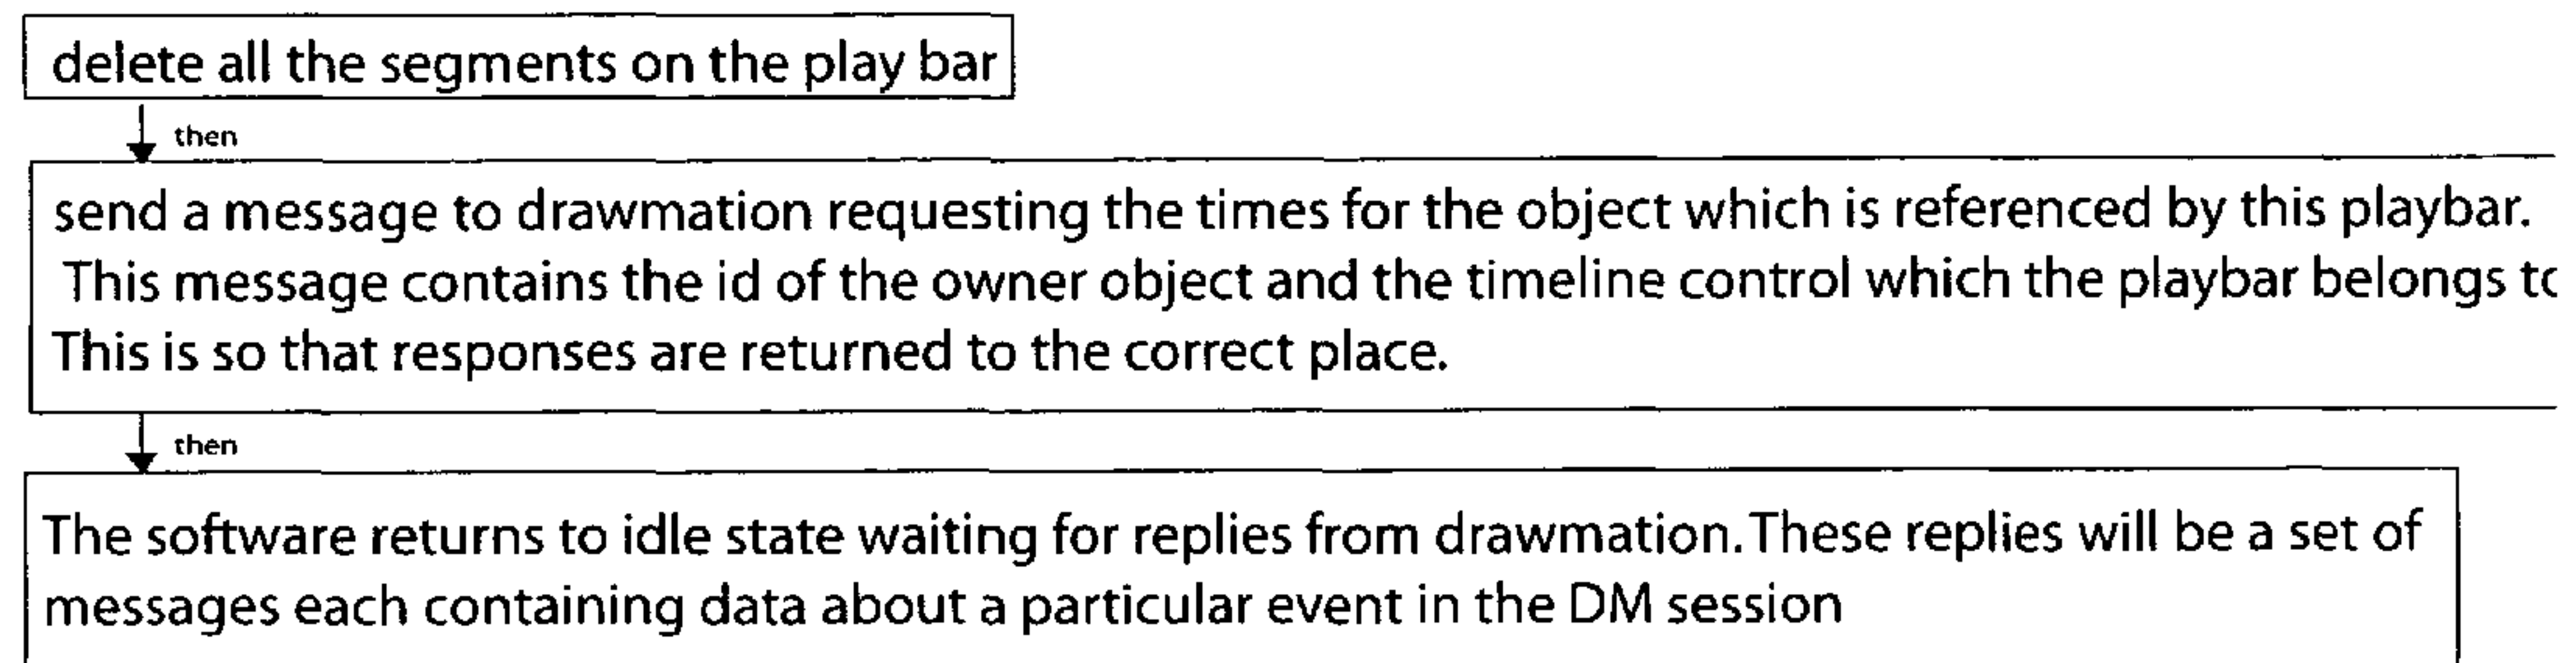 delete all the segments on the play bar
then
send a message to drawmation requesting the times for the object which is referenced by this playbar.
This message contains the id of the owner object and the timeline control which the playbar belongs
This is so that responses are returned to the correct place.
then
The software returns to idle state waiting for replies from drawmation.These replies will be a set of
messages each containing data about a particular event in the DM session